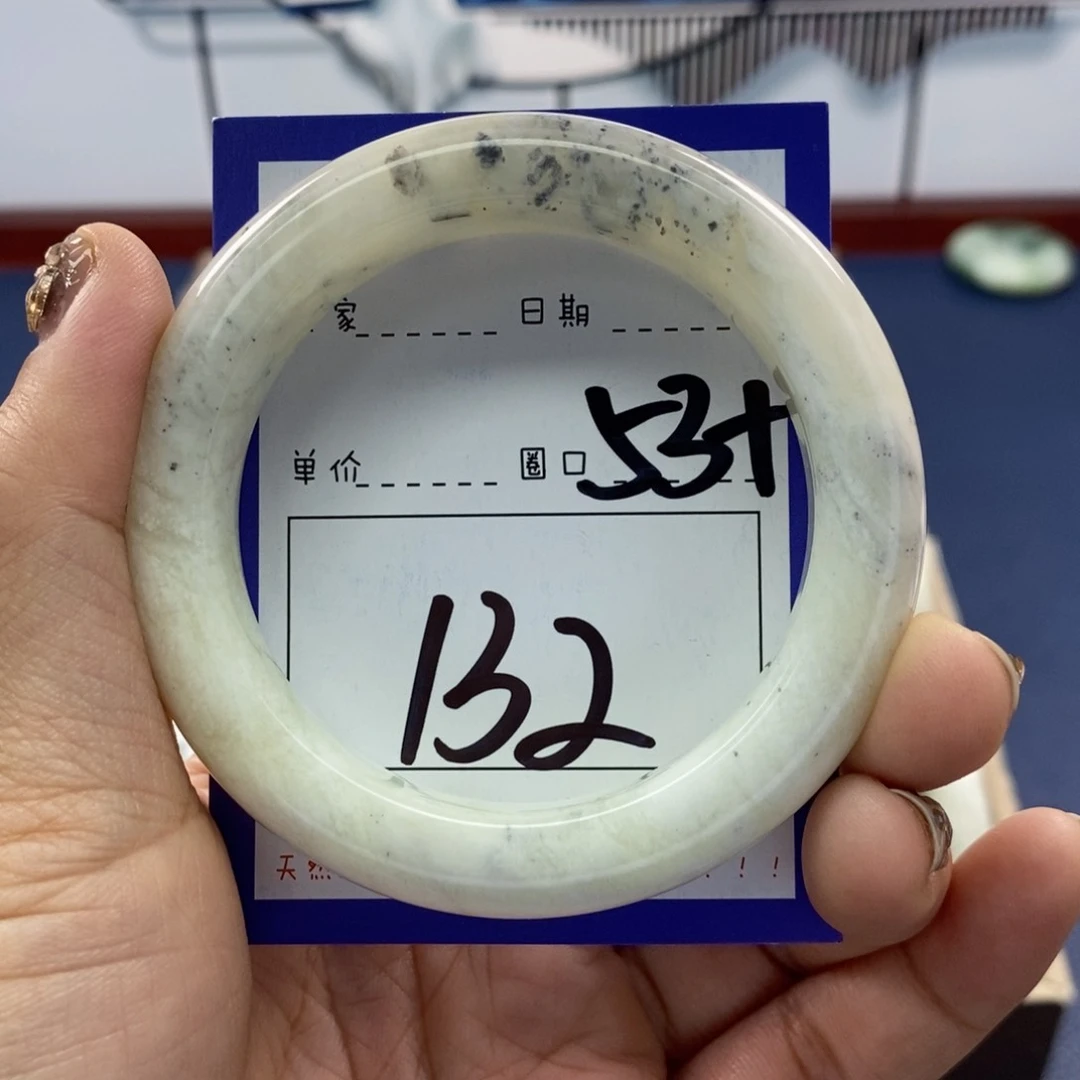 家 日期
单价 圈口 53+
132
天然 ! !